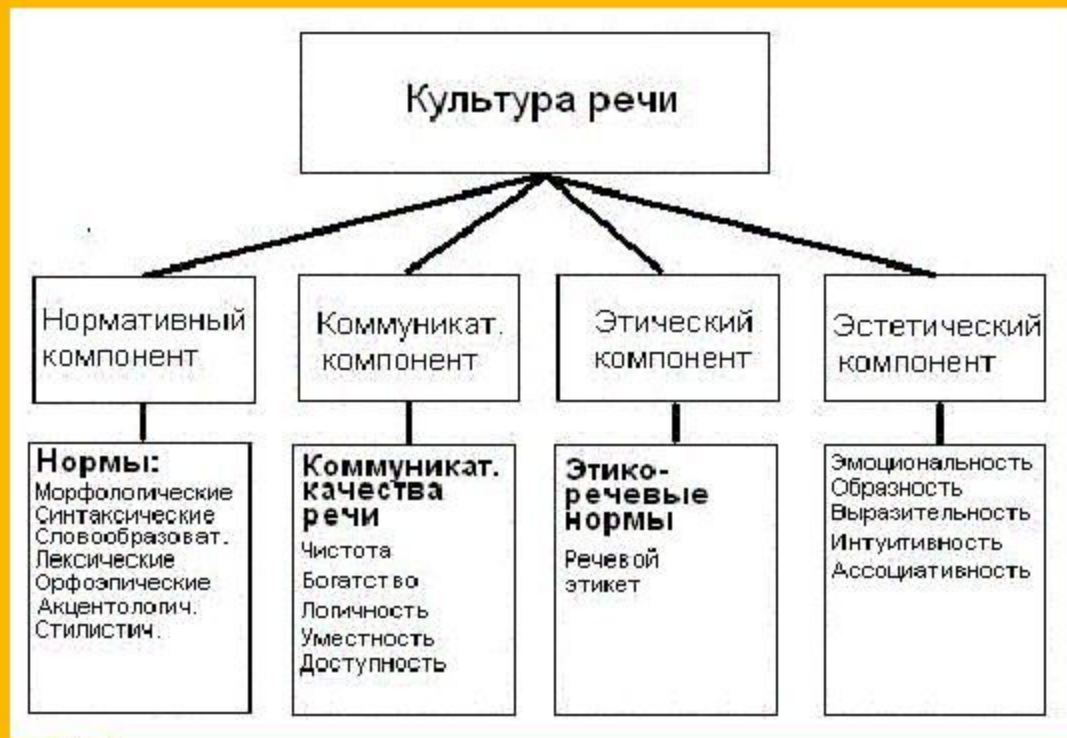 Культура речи
Нормативный
компонент
Коммуникат.
компонент
Этический
компонент
Эстетический
компонент
Нормы:
Морфологические
Синтаксические
Словообразоват.
Лексические
Орфоэпические
Акцентологич.
Стилистич.
Коммуникат.
качества
речи
Чистота
Богатство
Логичность
Уместность
Доступность
Этико-
речевые
нормы
Речевой
этикет
Эмоциональность
Образность
Выразительность
Интуитивность
Ассоциативность